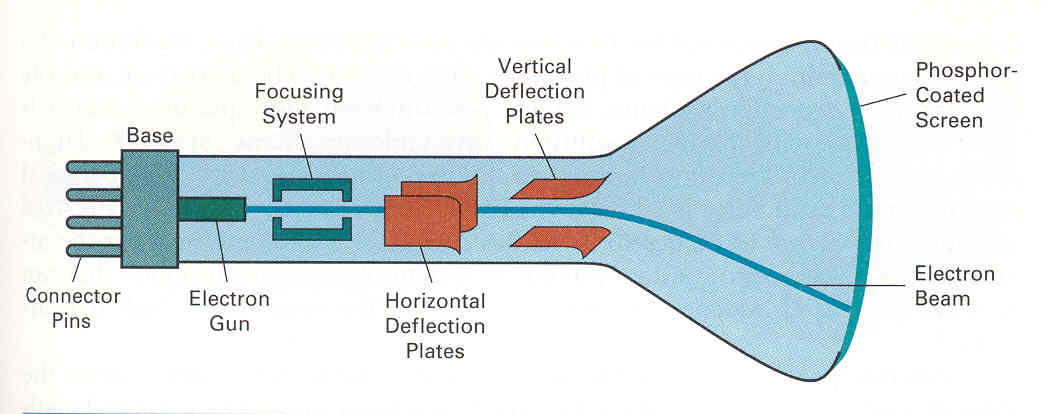 Vertical
Deflection
Plates
Phosphor-
Coated
Screen
Focusing
System
Base
Electron
Beam
Connector
Pins
Electron
Gun
Horizontal
Deflection
Plates